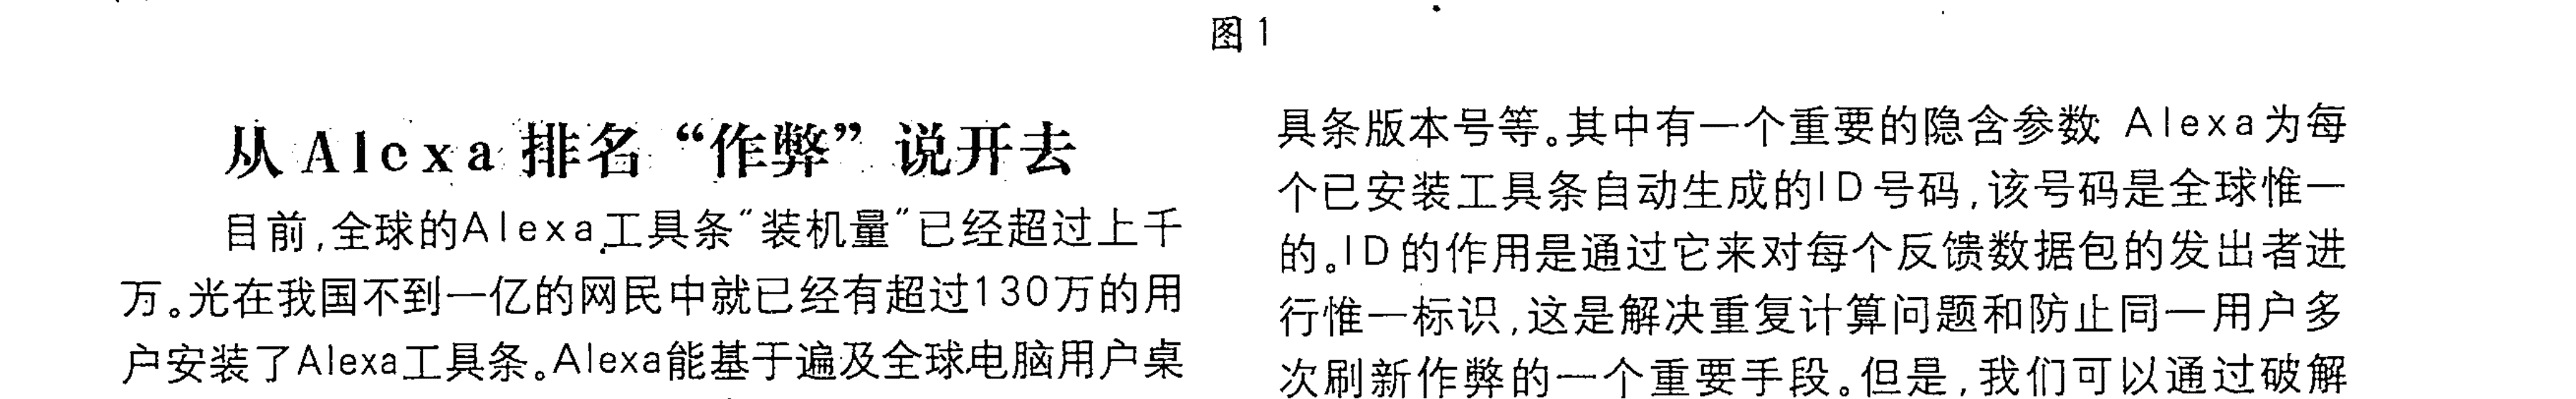 图1
从Alexa排名“作弊”说开去
目前,全球的Alexa工具条“装机量”已经超过上千
万。光在我国不到一亿的网民中就已经有超过130万的用
户安装了Alexa工具条。Alexa能基于遍及全球电脑用户桌
具条版本号等。其中有一个重要的隐含参数 Alexa为每
个已安装工具条自动生成的ID号码,该号码是全球惟一
的。ID的作用是通过它来对每个反馈数据包的发出者进
行惟一标识,这是解决重复计算问题和防止同一用户多
次刷新作弊的一个重要手段。但是,我们可以通过破解